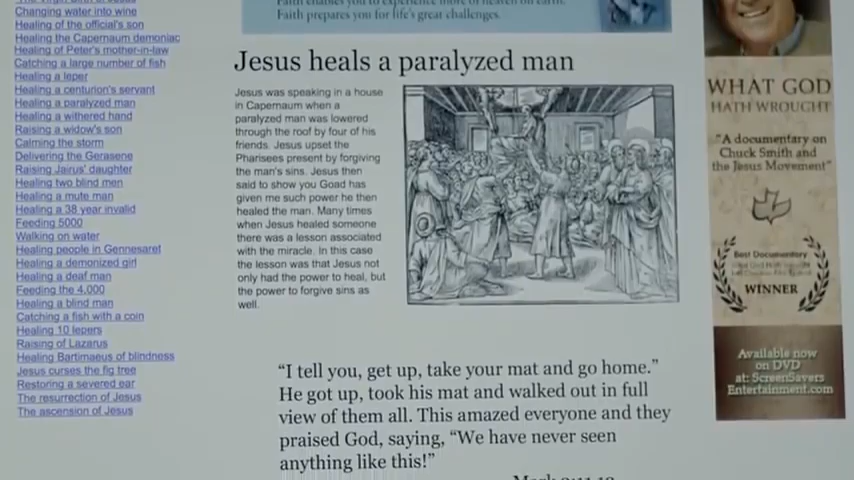 Changing water into wine
Healing of the official's son
Healing the Capernaum demoniac
Healing of Peter's mother-in-law
Catching a large number of fish
Healing a leper
Healing a centurion's servant
Healing a paralyzed man
Healing a withered hand
Raising a widow's son
Calming the storm
Delivering the Gerasene
Raising Jairus' daughter
Healing two blind men
Healing a mute man
Healing a 38 year invalid
Feeding 5000
Walking on water
Healing people in Gennesaret
Healing a demonized girl
Healing a deaf man
Feeding the 4,000
Healing a blind man
Catching a fish with a coin
Healing 10 lepers
Raising of Lazarus
Healing Bartimaeus of blindness
Jesus curses the fig tree
Restoring a severed ear
The resurrection of Jesus
The ascension of Jesus
Faith enables you to experience more of heaven on earth.
Faith prepares you for life's great challenges.
Jesus heals a paralyzed man
Jesus was speaking in a house
in Capernaum when a
paralyzed man was lowered
through the roof by four of his
friends. Jesus upset the
Pharisees present by forgiving
the man's sins. Jesus then
said to show you Goad has
given me such power he then
healed the man. Many times
when Jesus healed someone
there was a lesson associated
with the miracle. In this case
the lesson was that Jesus not
only had the power to heal, but
the power to forgive sins as
well.
"I tell you, get up, take your mat and go home."
He got up, took his mat and walked out in full
view of them all. This amazed everyone and they
praised God, saying, "We have never seen
anything like this!"
WHAT GOD
HATH WROUGHT
"A documentary on
Chuck Smith and
the Jesus Movement"
Best Documentary
WINNER
Available now
on DVD
at: ScreenSavers
Entertainment.com